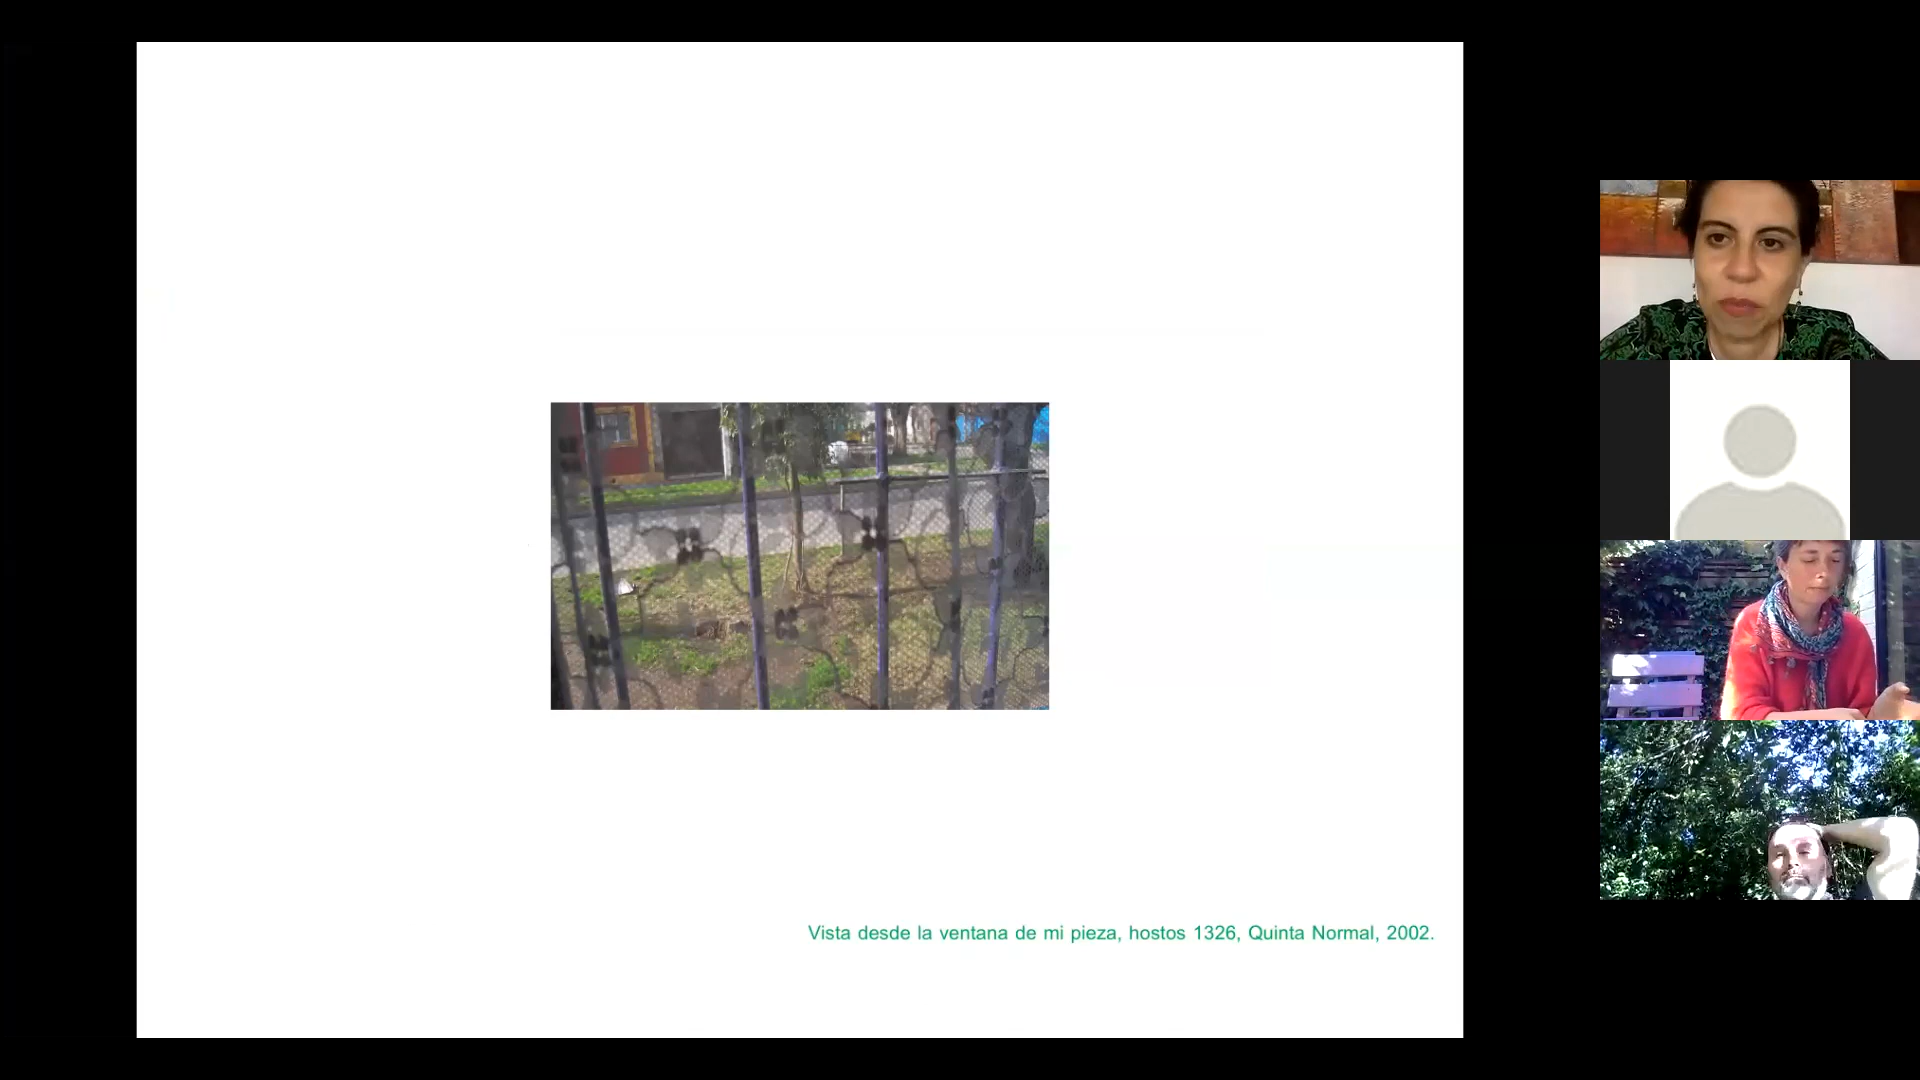 Vista desde la ventana de mi pieza, hostos 1326, Quinta Normal, 2002.